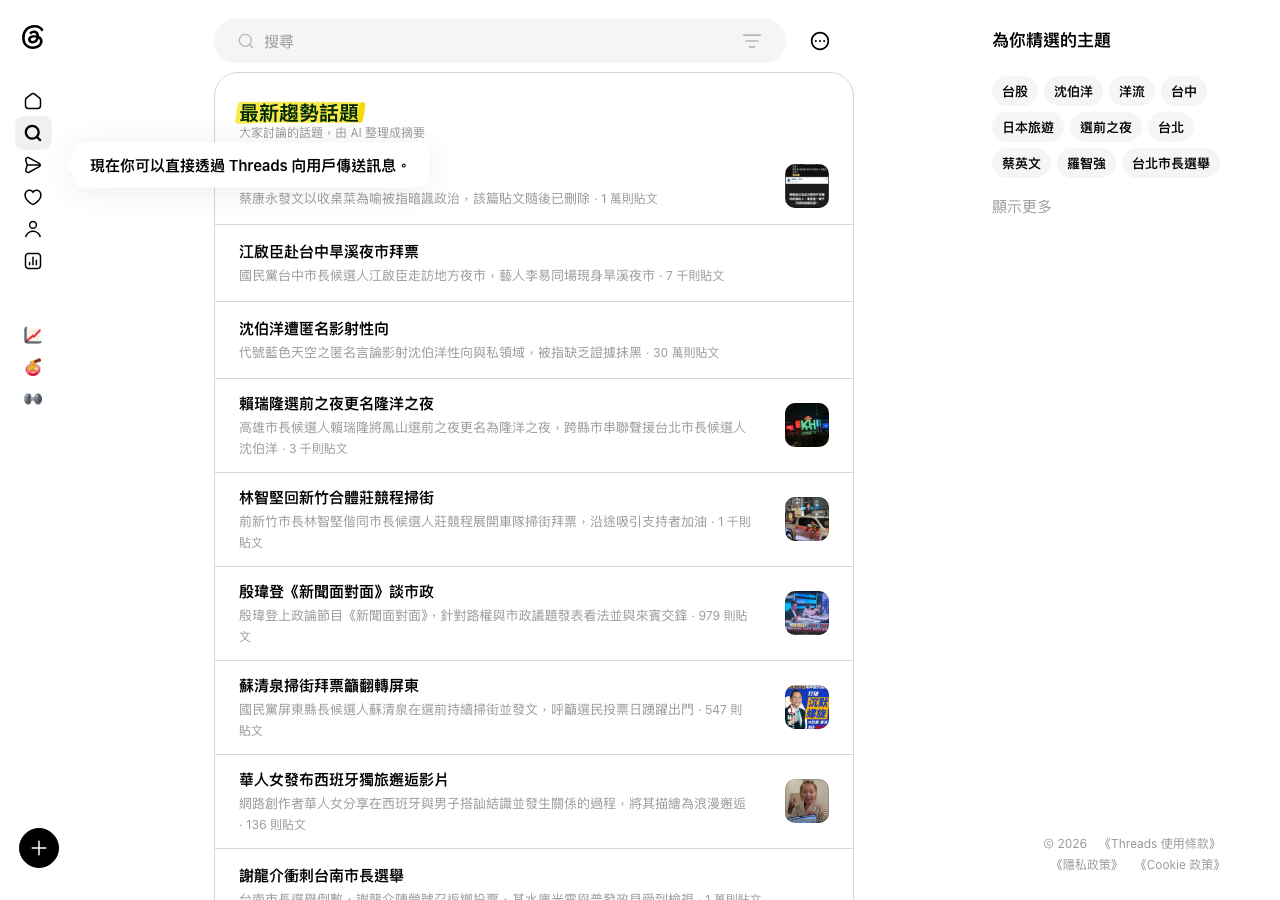 搜尋
最新趨勢話題
大家討論的話題，由 AI 整理成摘要
現在你可以直接透過 Threads 向用戶傳送訊息。
蔡康永發文以收桌菜為喻被指暗諷政治，該篇貼文隨後已刪除 · 1 萬則貼文
江啟臣赴台中旱溪夜市拜票
國民黨台中市長候選人江啟臣走訪地方夜市，藝人李易同場現身旱溪夜市 · 7 千則貼文
沈伯洋遭匿名影射性向
代號藍色天空之匿名言論影射沈伯洋性向與私領域，被指缺乏證據抹黑 · 30 萬則貼文
賴瑞隆選前之夜更名隆洋之夜
高雄市長候選人賴瑞隆將鳳山選前之夜更名為隆洋之夜，跨縣市串聯聲援台北市長候選人
沈伯洋 · 3 千則貼文
林智堅回新竹合體莊競程掃街
前新竹市長林智堅偕同市長候選人莊競程展開車隊掃街拜票，沿途吸引支持者加油 · 1 千則
貼文
殷瑋登《新聞面對面》談市政
殷瑋登上政論節目《新聞面對面》，針對路權與市政議題發表看法並與來賓交鋒 · 979 則貼
文
蘇清泉掃街拜票籲翻轉屏東
國民黨屏東縣長候選人蘇清泉在選前持續掃街並發文，呼籲選民投票日踴躍出門 · 547 則
貼文
華人女發布西班牙獨旅邂逅影片
網路創作者華人女分享在西班牙與男子搭訕結識並發生關係的過程，將其描繪為浪漫邂逅
· 136 則貼文
謝龍介衝刺台南市長選舉
為你精選的主題
台股 沈伯洋 洋流 台中
日本旅遊 選前之夜 台北
蔡英文 羅智強 台北市長選舉
顯示更多
© 2026 《Threads 使用條款》
《隱私政策》 《Cookie 政策》